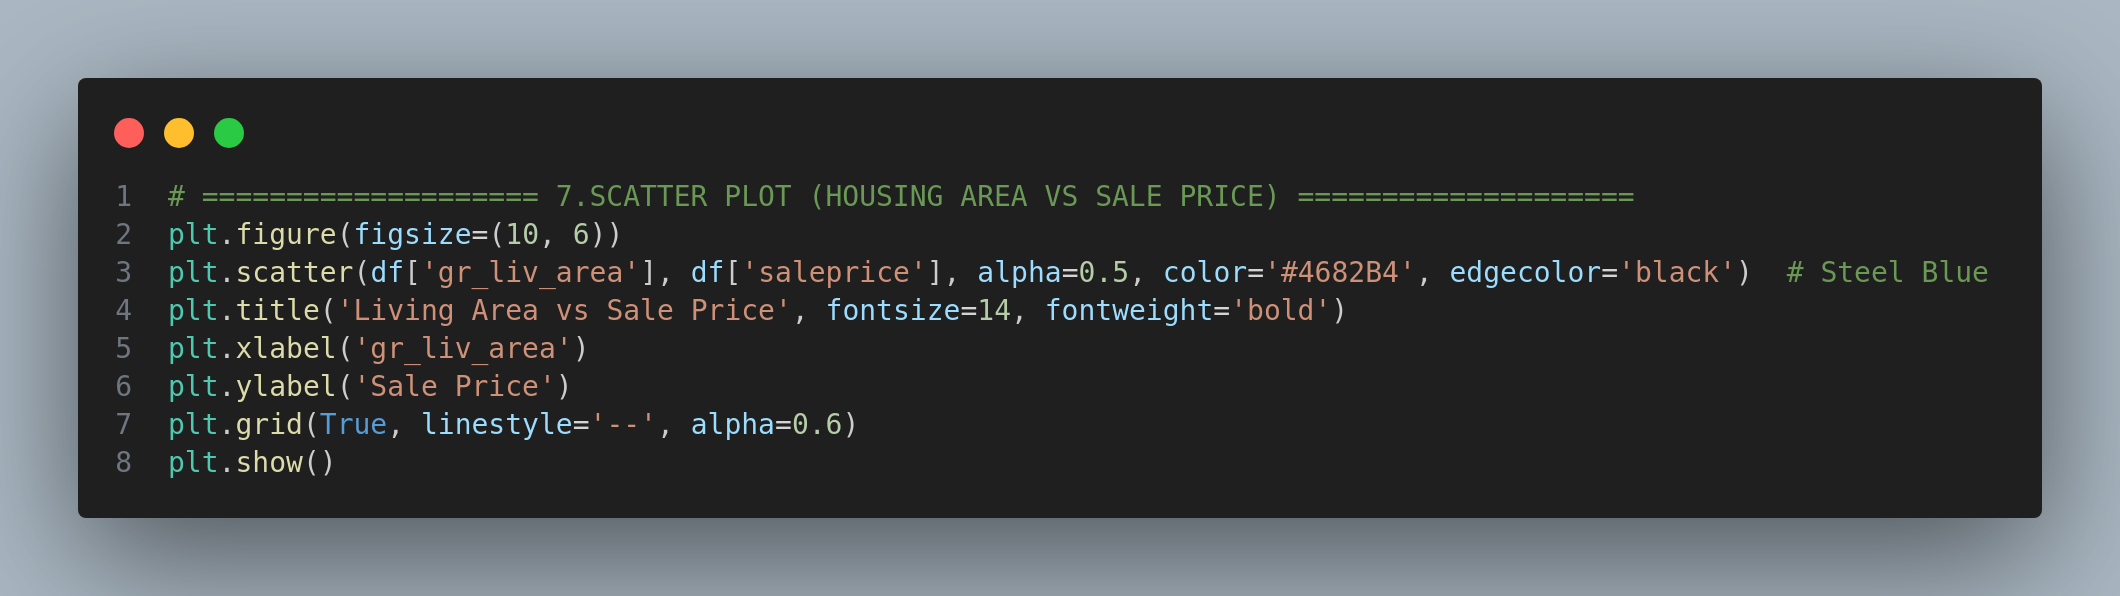 1 # ==================== 7.SCATTER PLOT (HOUSING AREA VS SALE PRICE) ====================
2 plt.figure(figsize=(10, 6))
3 plt.scatter(df['gr_liv_area'], df['saleprice'], alpha=0.5, color='#4682B4', edgecolor='black')  # Steel Blue
4 plt.title('Living Area vs Sale Price', fontsize=14, fontweight='bold')
5 plt.xlabel('gr_liv_area')
6 plt.ylabel('Sale Price')
7 plt.grid(True, linestyle='--', alpha=0.6)
8 plt.show()